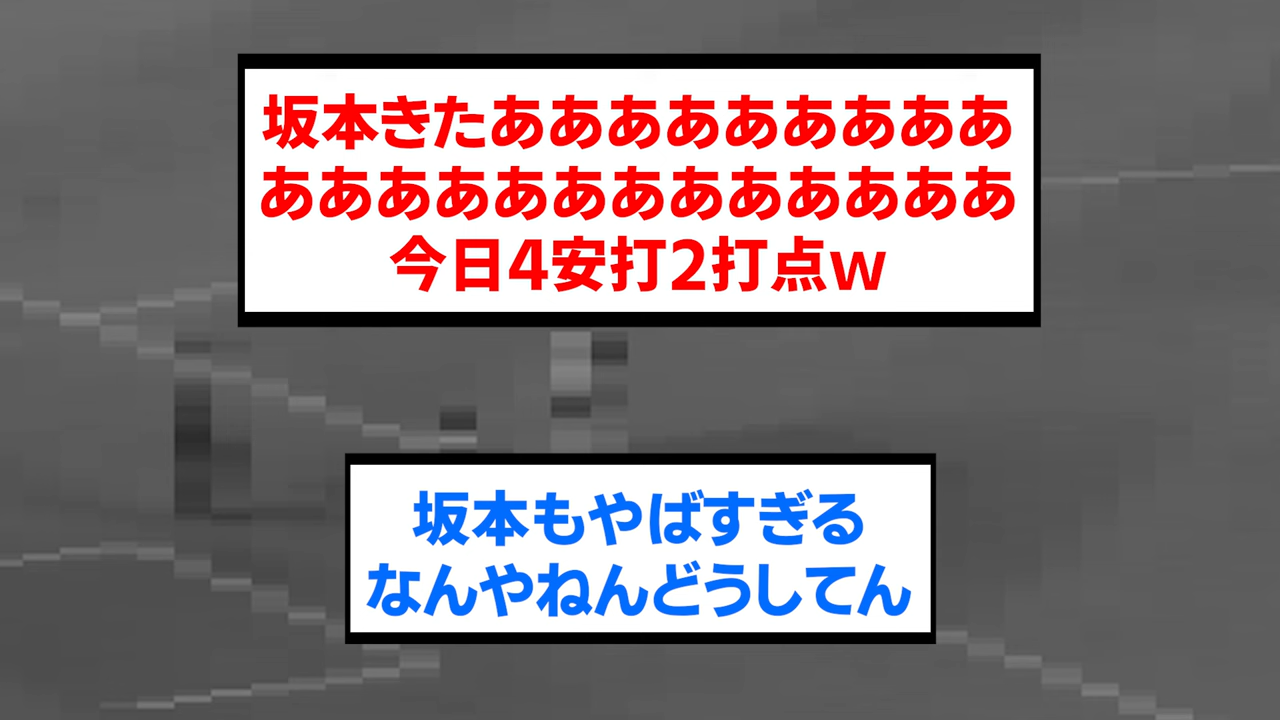 坂本きたあああああああああ
あああああああああああああ
今日4安打2打点w
坂本もやばすぎる
なんやねんどうしてん